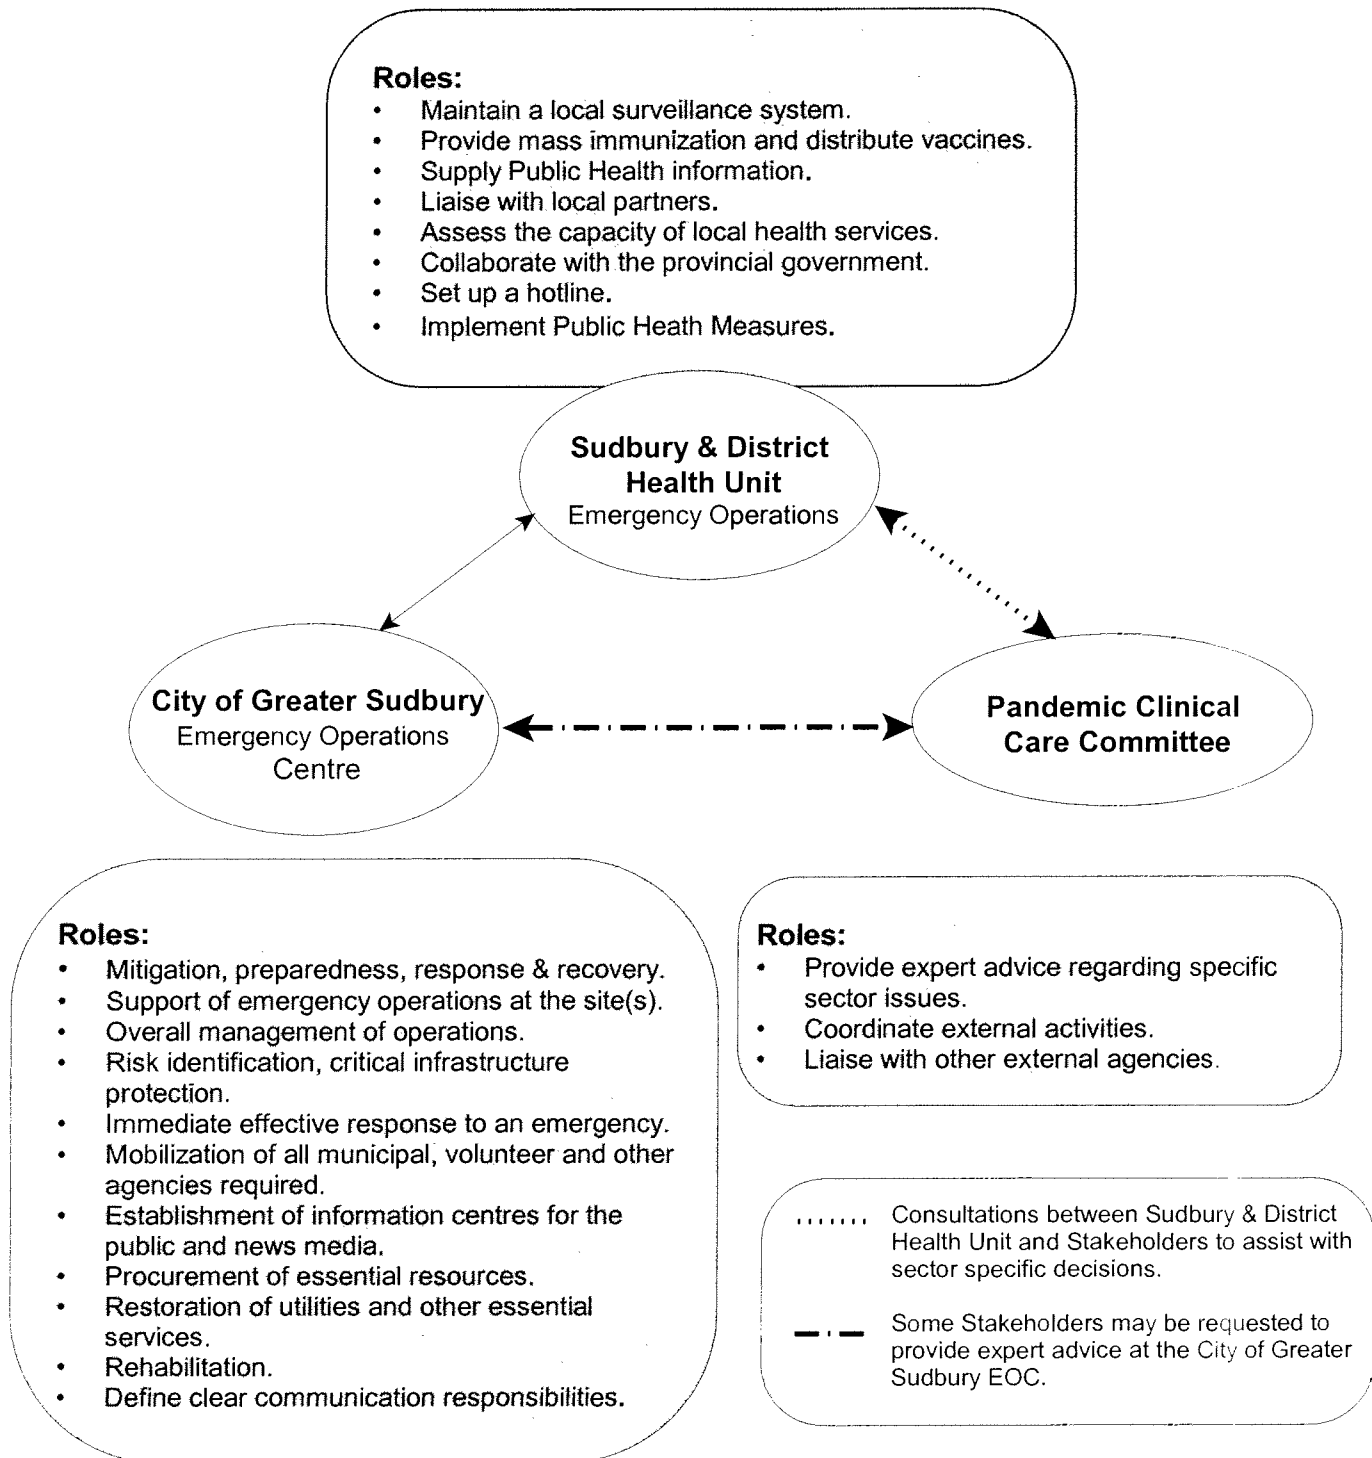 Roles:
• Maintain a local surveillance system.
• Provide mass immunization and distribute vaccines.
• Supply Public Health information.
• Liaise with local partners.
• Assess the capacity of local health services.
• Collaborate with the provincial government.
• Set up a hotline.
• Implement Public Heath Measures.
Sudbury & District
Health Unit
Emergency Operations
City of Greater Sudbury
Emergency Operations
Centre
Pandemic Clinical
Care Committee
Roles:
• Mitigation, preparedness, response & recovery.
• Support of emergency operations at the site(s).
• Overall management of operations.
• Risk identification, critical infrastructure
protection.
• Immediate effective response to an emergency.
• Mobilization of all municipal, volunteer and other
agencies required.
• Establishment of information centres for the
public and news media.
• Procurement of essential resources.
• Restoration of utilities and other essential
services.
• Rehabilitation.
• Define clear communication responsibilities.
Roles:
• Provide expert advice regarding specific
sector issues.
• Coordinate external activities.
• Liaise with other external agencies.
Consultations between Sudbury & District
Health Unit and Stakeholders to assist with
sector specific decisions.
Some Stakeholders may be requested to
provide expert advice at the City of Greater
Sudbury EOC.